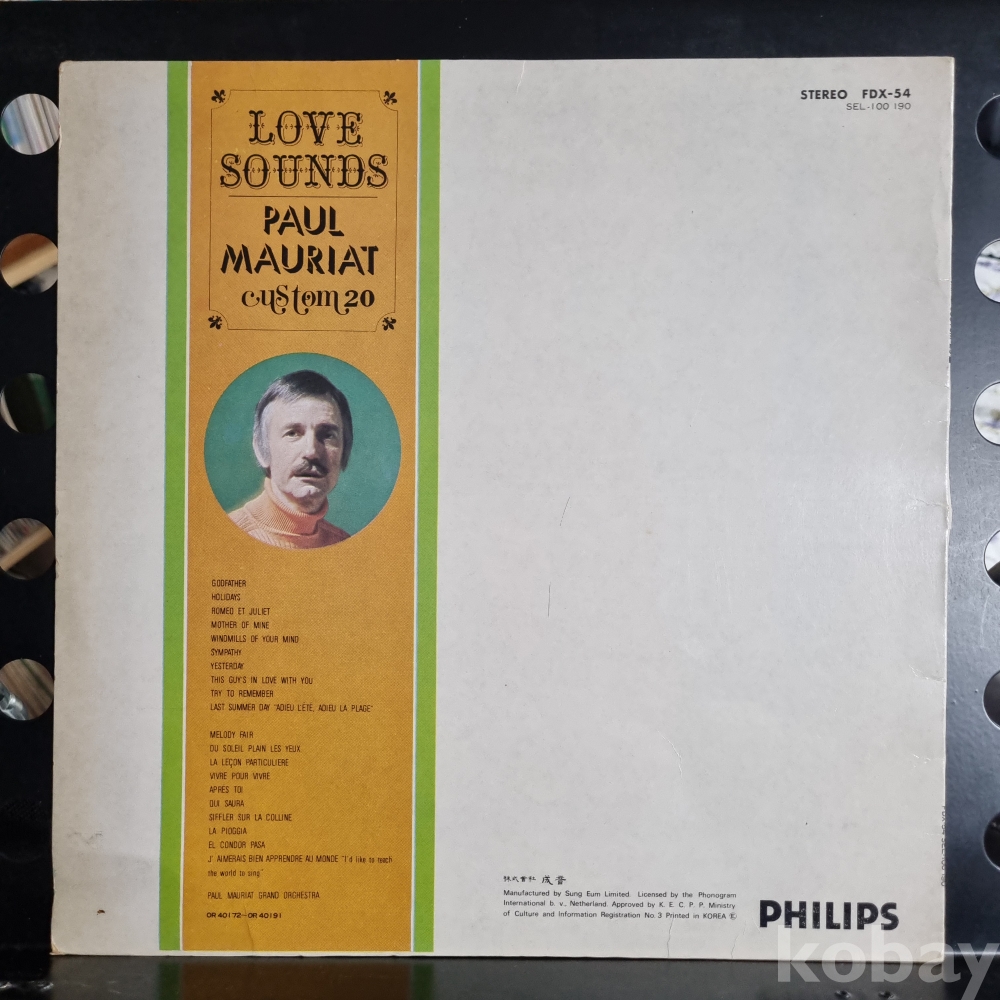 LOVE
SOUNDS
PAUL
MAURIAT
custom 20
STEREO FDX-54
SEL-100 190
GODFATHER
HOLIDAYS
ROMEO ET JULIET
MOTHER OF MINE
WINDMILLS OF YOUR MIND
SYMPATHY
YESTERDAY
THIS GUY'S IN LOVE WITH YOU
TRY TO REMEMBER
LAST SUMMER DAY "ADIEU L'ÉTÉ, ADIEU LA PLAGE"
MELODY FAIR
DU SOLEIL PLAIN LES YEUX
LA LEÇON PARTICULIERE
VIVRE POUR VIVRE
APRÈS TOI
QUI SAURA
SIFFLER SUR LA COLLINE
LA PIOGGIA
EL CONDOR PASA
J' AIMERAIS BIEN APPRENDRE AU MONDE "I'd like to teach
the world to sing"
PAUL MAURIAT GRAND ORCHESTRA
OR 40172-OR 40191
株式會社 成音
Manufactured by Sung Eum Limited. Licensed by the Phonogram
International b. v., Netherland. Approved by K. E. C. P. P. Ministry
of Culture and Information Registration No 3 Printed in KOREA Ⓔ
PHILIPS
kobay